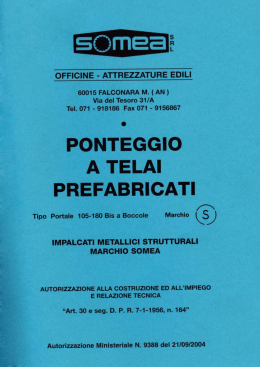 SOMEA SRL
OFFICINE - ATTREZZATURE EDILI
60015 FALCONARA M. ( AN )
Via del Tesoro 31/A
Tel. 071 - 918186 Fax 071 - 9156867
•
PONTEGGIO
A TELAI
PREFABRICATI
Tipo Portale 105-180 Bis a Boccole Marchio S
IMPALCATI METALLICI STRUTTURALI
MARCHIO SOMEA
AUTORIZZAZIONE ALLA COSTRUZIONE ED ALL'IMPIEGO
E RELAZIONE TECNICA
"Art. 30 e seg. D. P. R. 7-1-1956, n. 164"
Autorizzazione Ministeriale N. 9388 del 21/09/2004